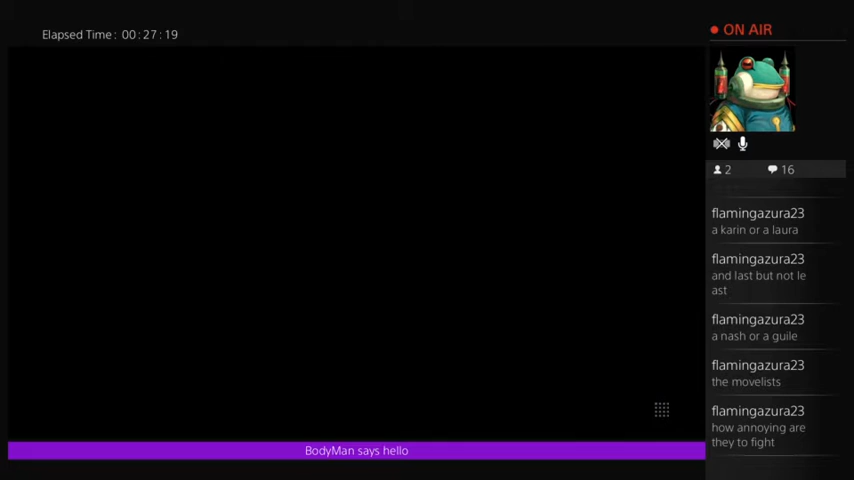 Elapsed Time: 00:27:19
ON AIR
2 16
flamingazura23
a karin or a laura
flamingazura23
and last but not le
ast
flamingazura23
a nash or a guile
flamingazura23
the movelists
flamingazura23
how annoying are
they to fight
BodyMan says hello